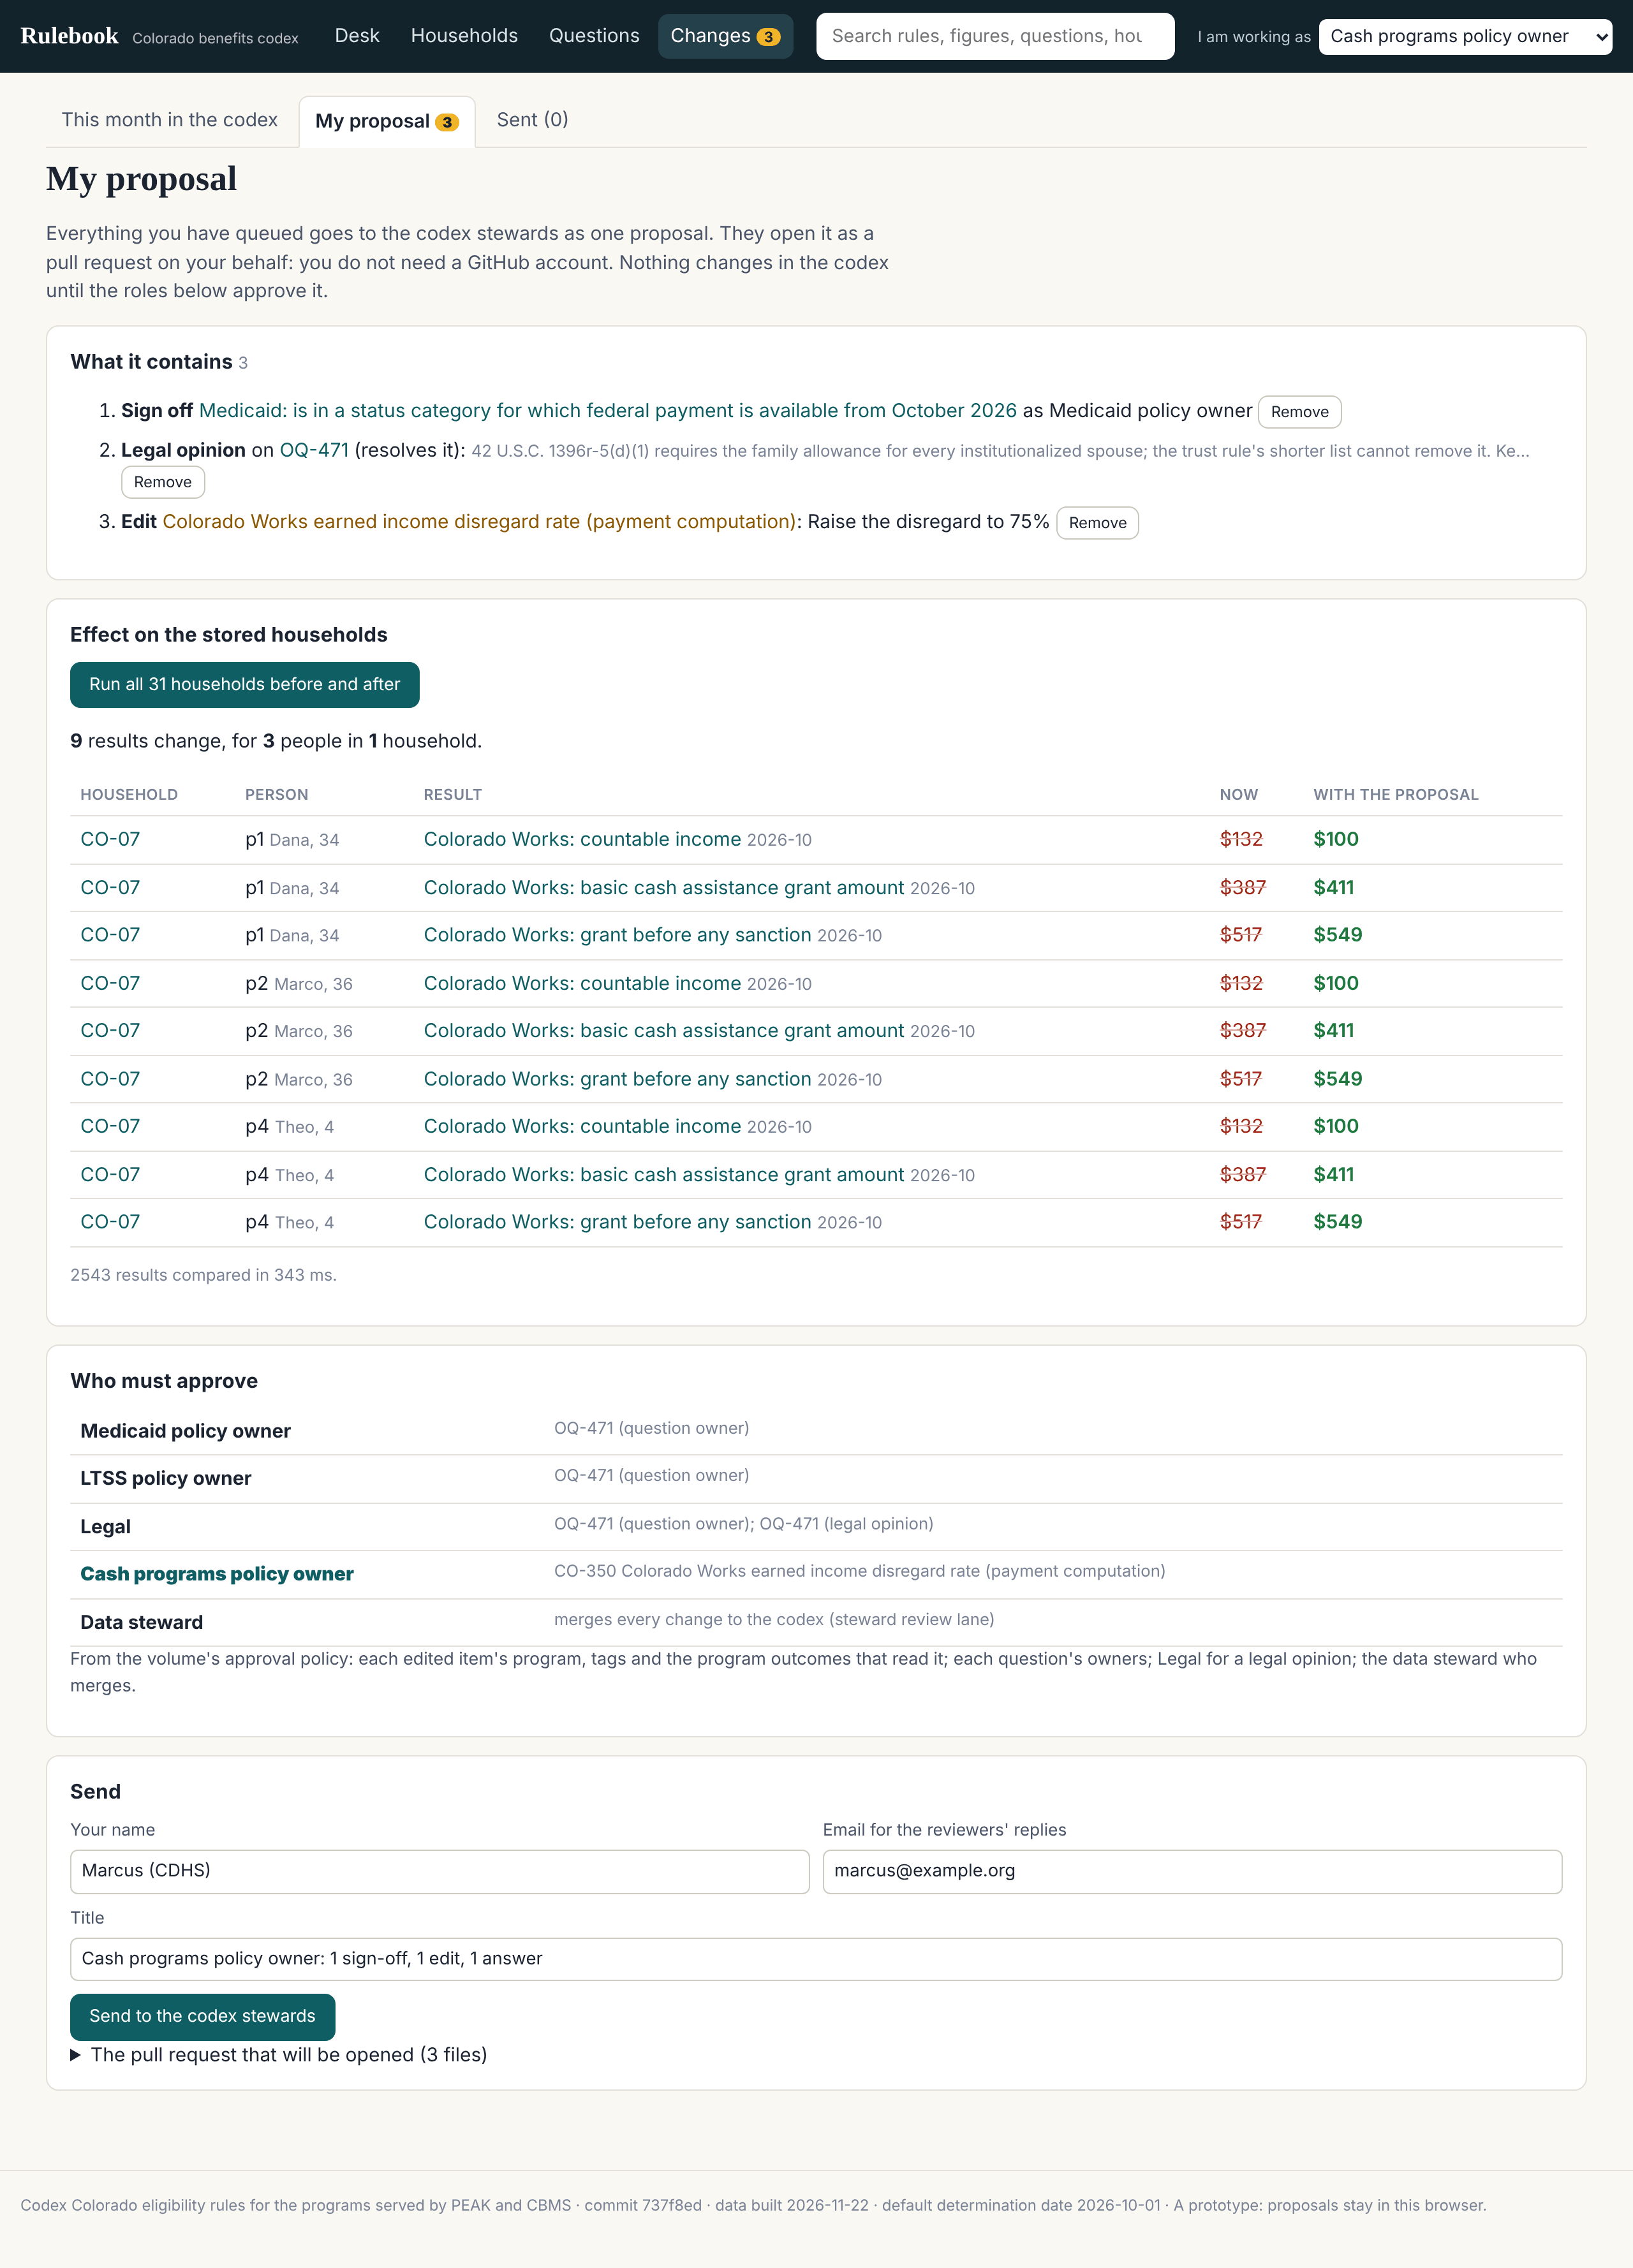 Rulebook Colorado benefits codex Desk Households Questions Changes 3 Search rules, figures, questions, I am working as Cash programs policy owner
This month in the codex My proposal 3 Sent (0)
My proposal
Everything you have queued goes to the codex stewards as one proposal. They open it as a
pull request on your behalf: you do not need a GitHub account. Nothing changes in the codex
until the roles below approve it.
What it contains 3
1. Sign off Medicaid: is in a status category for which federal payment is available from October 2026 as Medicaid policy owner Remove
2. Legal opinion on OQ-471 (resolves it): 42 U.S.C. 1396r-5(d)(1) requires the family allowance for every institutionalized spouse; the trust rule's shorter list cannot remove it. Ke...
Remove
3. Edit Colorado Works earned income disregard rate (payment computation): Raise the disregard to 75% Remove
Effect on the stored households
Run all 31 households before and after
9 results change, for 3 people in 1 household.
HOUSEHOLD PERSON RESULT NOW WITH THE PROPOSAL
CO-07 p1 Dana, 34 Colorado Works: countable income 2026-10 $132 $100
CO-07 p1 Dana, 34 Colorado Works: basic cash assistance grant amount 2026-10 $387 $411
CO-07 p1 Dana, 34 Colorado Works: grant before any sanction 2026-10 $517 $549
CO-07 p2 Marco, 36 Colorado Works: countable income 2026-10 $132 $100
CO-07 p2 Marco, 36 Colorado Works: basic cash assistance grant amount 2026-10 $387 $411
CO-07 p2 Marco, 36 Colorado Works: grant before any sanction 2026-10 $517 $549
CO-07 p4 Theo, 4 Colorado Works: countable income 2026-10 $132 $100
CO-07 p4 Theo, 4 Colorado Works: basic cash assistance grant amount 2026-10 $387 $411
CO-07 p4 Theo, 4 Colorado Works: grant before any sanction 2026-10 $517 $549
2543 results compared in 343 ms.
Who must approve
Medicaid policy owner OQ-471 (question owner)
LTSS policy owner OQ-471 (question owner)
Legal OQ-471 (question owner); OQ-471 (legal opinion)
Cash programs policy owner CO-350 Colorado Works earned income disregard rate (payment computation)
Data steward merges every change to the codex (steward review lane)
From the volume's approval policy: each edited item's program, tags and the program outcomes that read it; each question's owners; Legal for a legal opinion; the data steward who
merges.
Send
Your name Email for the reviewers' replies
Marcus (CDHS) marcus@example.org
Title
Cash programs policy owner: 1 sign-off, 1 edit, 1 answer
Send to the codex stewards
The pull request that will be opened (3 files)
Codex Colorado eligibility rules for the programs served by PEAK and CBMS · commit 737f8ed · data built 2026-11-22 · default determination date 2026-10-01 · A prototype: proposals stay in this browser.